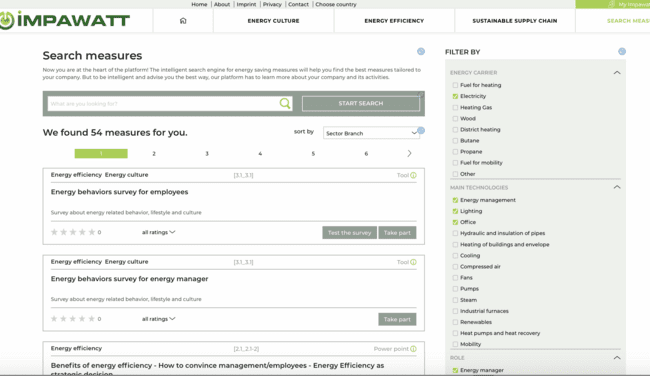 Home | About | Imprint | Privacy | Contact | Choose country
My Impawatt
IMPAWATT
ENERGY CULTURE
ENERGY EFFICIENCY
SUSTAINABLE SUPPLY CHAIN
SEARCH MEAS
Search measures
Now you are at the heart of the platform! The intelligent search engine for energy saving measures will help you find the best measures tailored to
your company. But to be intelligent and advise you the best way, our platform has to learn more about your company and its activities.
What are you looking for?
START SEARCH
We found 54 measures for you.
sort by
Sector Branch
1 2 3 4 5 6
Energy efficiency Energy culture
[3.1_3.1]
Tool
Energy behaviors survey for employees
Survey about energy related behavior, lifestyle and culture
0
all ratings
Test the survey
Take part
Energy efficiency Energy culture
[3.1_3.1]
Tool
Energy behaviors survey for energy manager
Survey about energy related behavior, lifestyle and culture
0
all ratings
Take part
Energy efficiency
[2.1_2.1-2]
Power point
Benefits of energy efficiency - How to convince management/employees - Energy Efficiency as
strategic decision
FILTER BY
ENERGY CARRIER
Fuel for heating
Electricity
Heating Gas
Wood
District heating
Butane
Propane
Fuel for mobility
Other
MAIN TECHNOLOGIES
Energy management
Lighting
Office
Hydraulic and insulation of pipes
Heating of buildings and envelope
Cooling
Compressed air
Fans
Pumps
Steam
Industrial furnaces
Renewables
Heat pumps and heat recovery
Mobility
ROLE
Energy manager